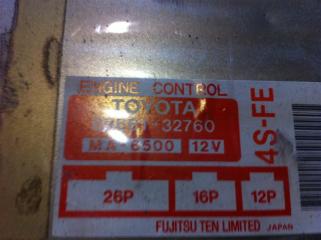 ENGINE CONTROL
TOYOTA
-32760
MA-6500 12V
4S-FE
26P 16P 12P
FUJITSU TEN LIMITED JAPAN